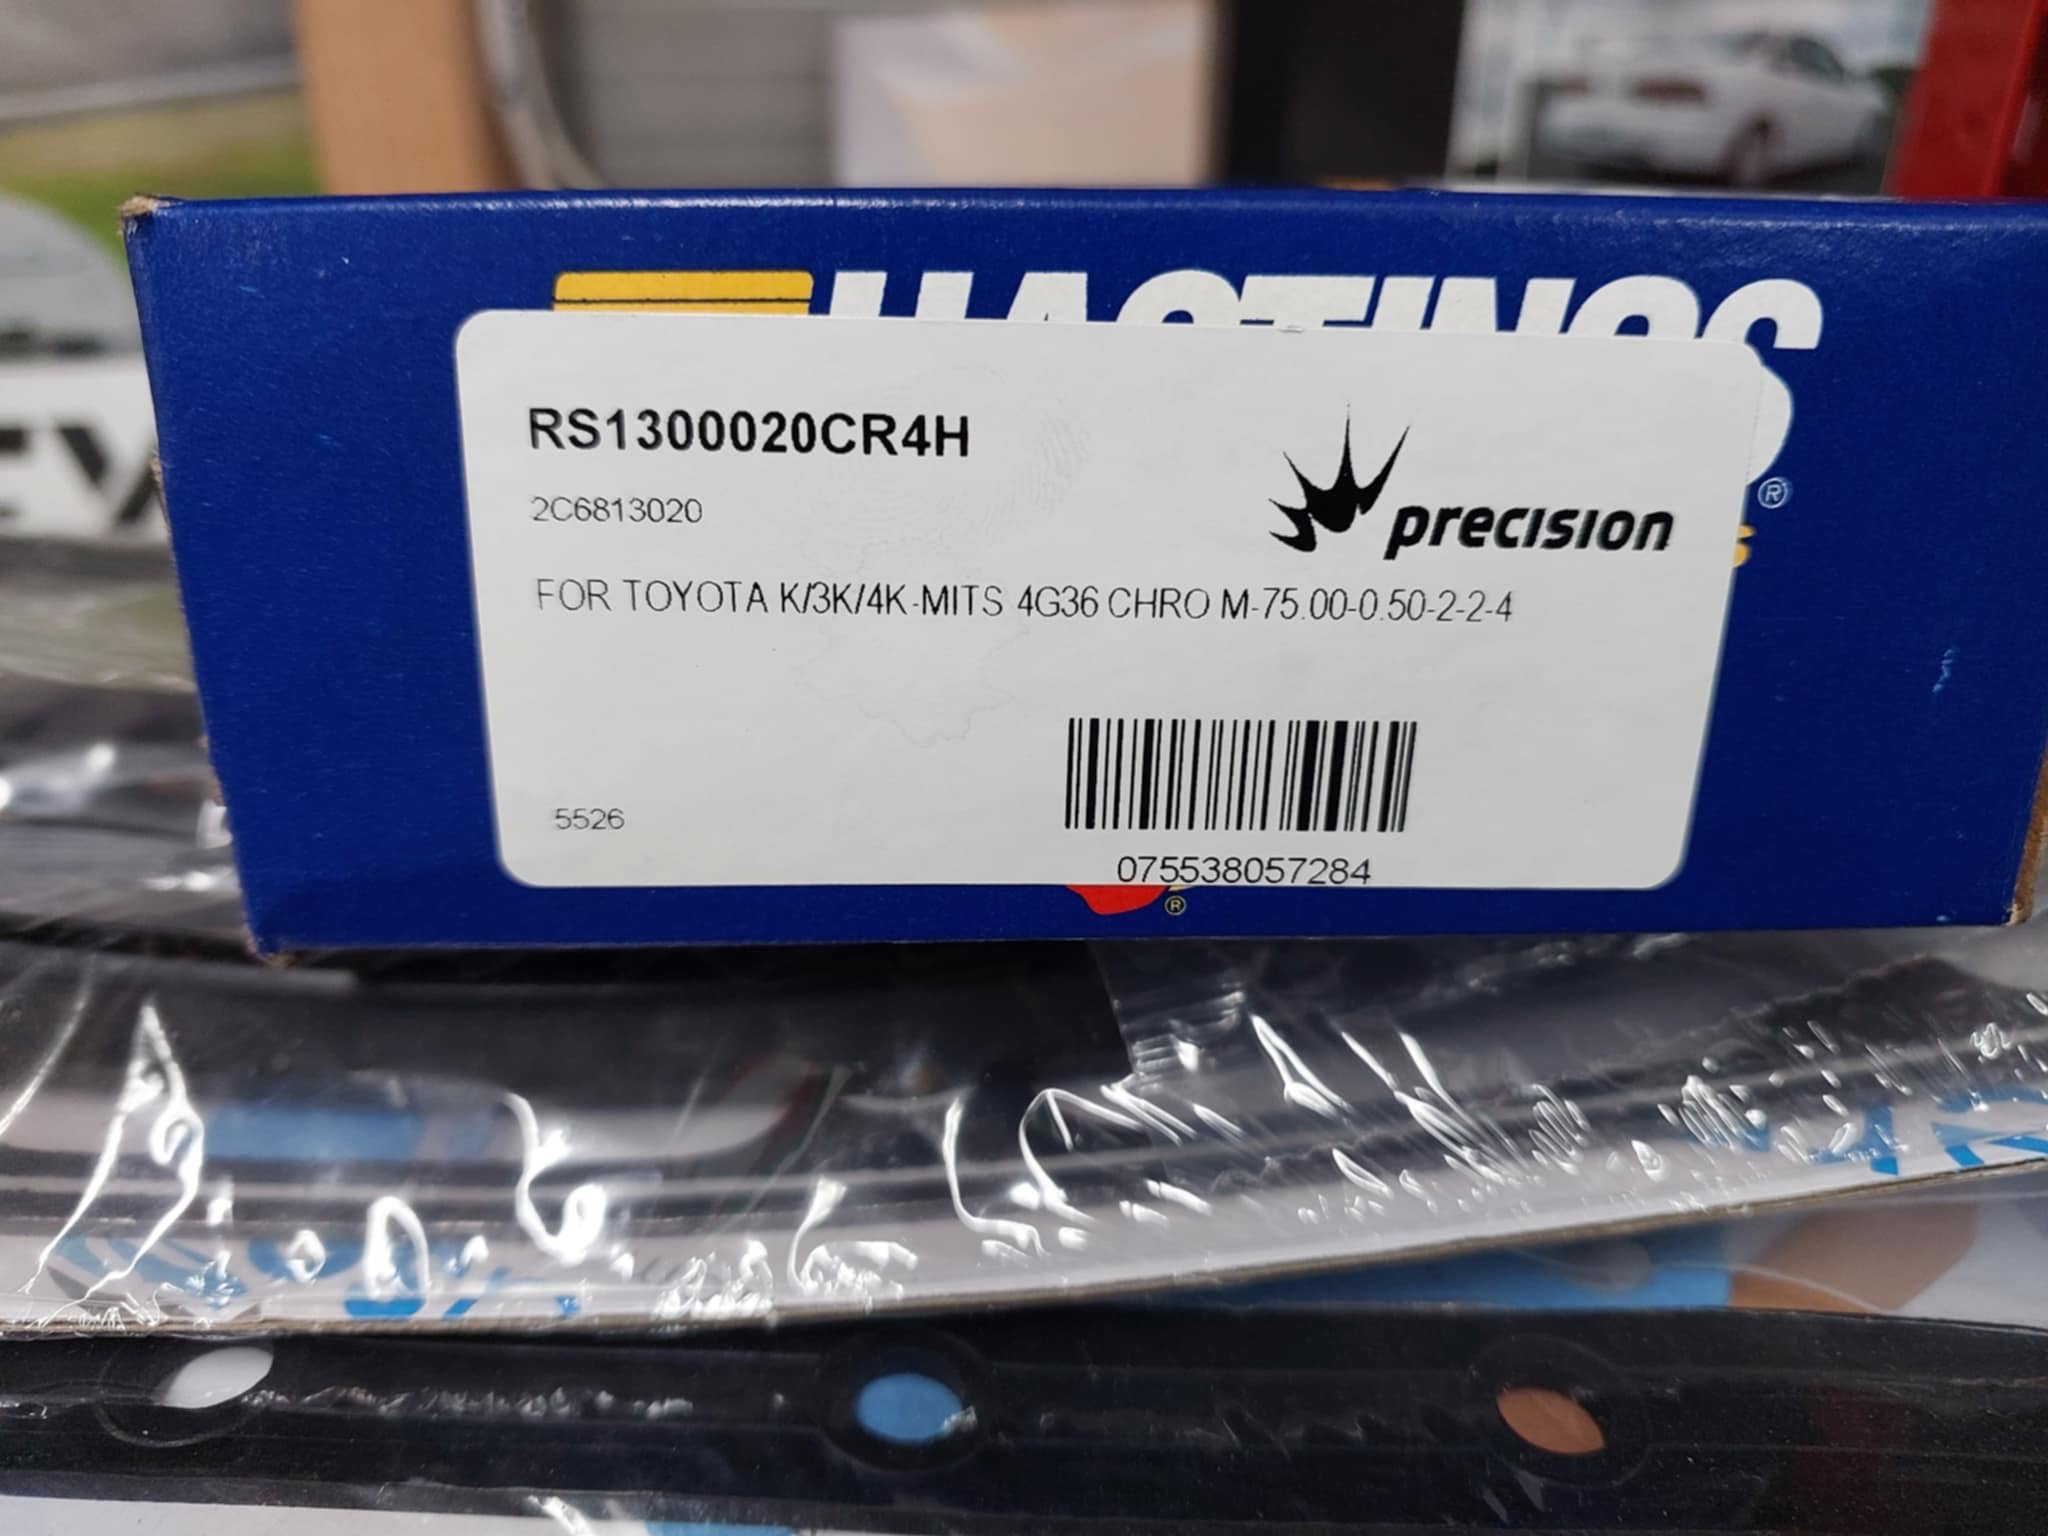 HASTINGS
RS1300020CR4H
2C6813020
precision
®
FOR TOYOTA K/3K/4K-MITS 4G36 CHRO M-75.00-0.50-2-2-4
5526
075538057284
®